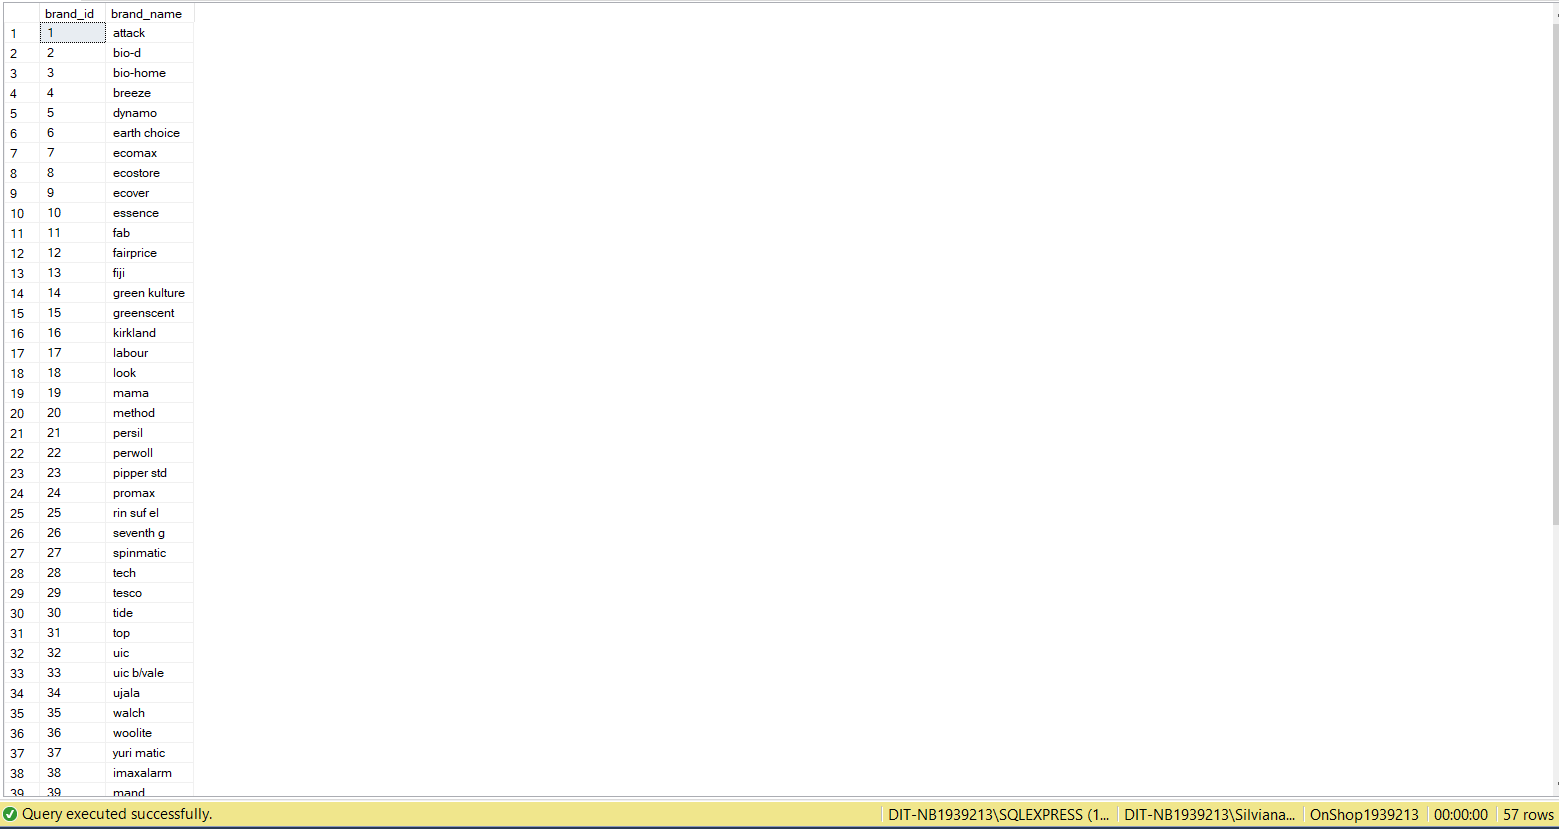 brand_id brand_name
1 1 attack
2 2 bio-d
3 3 bio-home
4 4 breeze
5 5 dynamo
6 6 earth choice
7 7 ecomax
8 8 ecostore
9 9 ecover
10 10 essence
11 11 fab
12 12 fairprice
13 13 fiji
14 14 green kulture
15 15 greenscent
16 16 kirkland
17 17 labour
18 18 look
19 19 mama
20 20 method
21 21 persil
22 22 perwoll
23 23 pipper std
24 24 promax
25 25 rin suf el
26 26 seventh g
27 27 spinmatic
28 28 tech
29 29 tesco
30 30 tide
31 31 top
32 32 uic
33 33 uic b/vale
34 34 ujala
35 35 walch
36 36 woolite
37 37 yuri matic
38 38 imaxalarm
39 39 mand
Query executed successfully. DIT-NB1939213\SQLEXPRESS (1... DIT-NB1939213\Silviana... OnShop1939213 00:00:00 57 rows